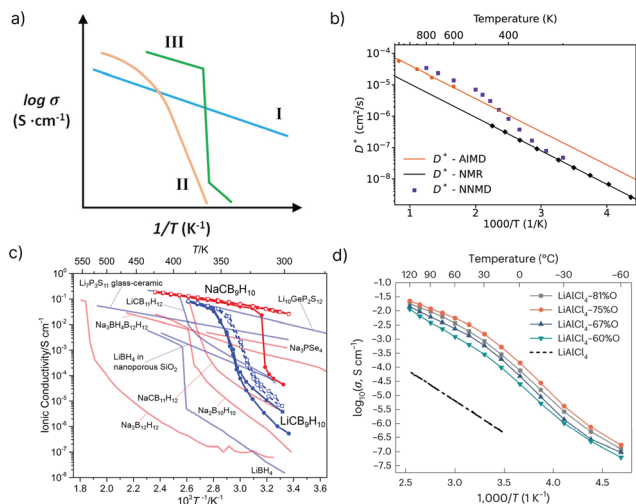 a)
III
I
II
log σ
(S ·cm⁻¹)
1/T (K⁻¹)
b)
Temperature (K)
800 600 400
10⁻⁴
10⁻⁵
10⁻⁶
10⁻⁷
10⁻⁸
D* (cm²/s)
D* - AIMD
D* - NMR
D* - NNMD
1 2 3 4
1000/T (1/K)
c)
T/K
550 500 450 400 350 300
10¹
10⁰
10⁻¹
10⁻²
10⁻³
10⁻⁴
10⁻⁵
10⁻⁶
10⁻⁷
10⁻⁸
Ionic Conductivity/S cm⁻¹
Li₇P₃S₁₁ glass-ceramic
NaCB₉H₁₀
LiCB₁₁H₁₂
Li₁₀GeP₂S₁₂
Na₃BH₄B₁₂H₁₂
Na₃PSe₄
LiBH₄ in
nanoporous SiO₂
NaCB₁₁H₁₂
LiCB₉H₁₀
Na₂B₁₀H₁₀
Na₂B₁₂H₁₂
LiBH₄
1.8 2.0 2.2 2.4 2.6 2.8 3.0 3.2 3.4 3.6
10³T⁻¹/K⁻¹
d)
Temperature (°C)
120 90 60 30 15 0 -30 -60
-1.0
-1.5
-2.0
-2.5
-3.0
-3.5
-4.0
-4.5
-5.0
-5.5
-6.0
-6.5
-7.0
-7.5
log₁₀(σ, S cm⁻¹)
LiAlCl₄-81%O
LiAlCl₄-75%O
LiAlCl₄-67%O
LiAlCl₄-60%O
LiAlCl₄
2.5 3.0 3.5 4.0 4.5
1,000/T (1 K⁻¹)